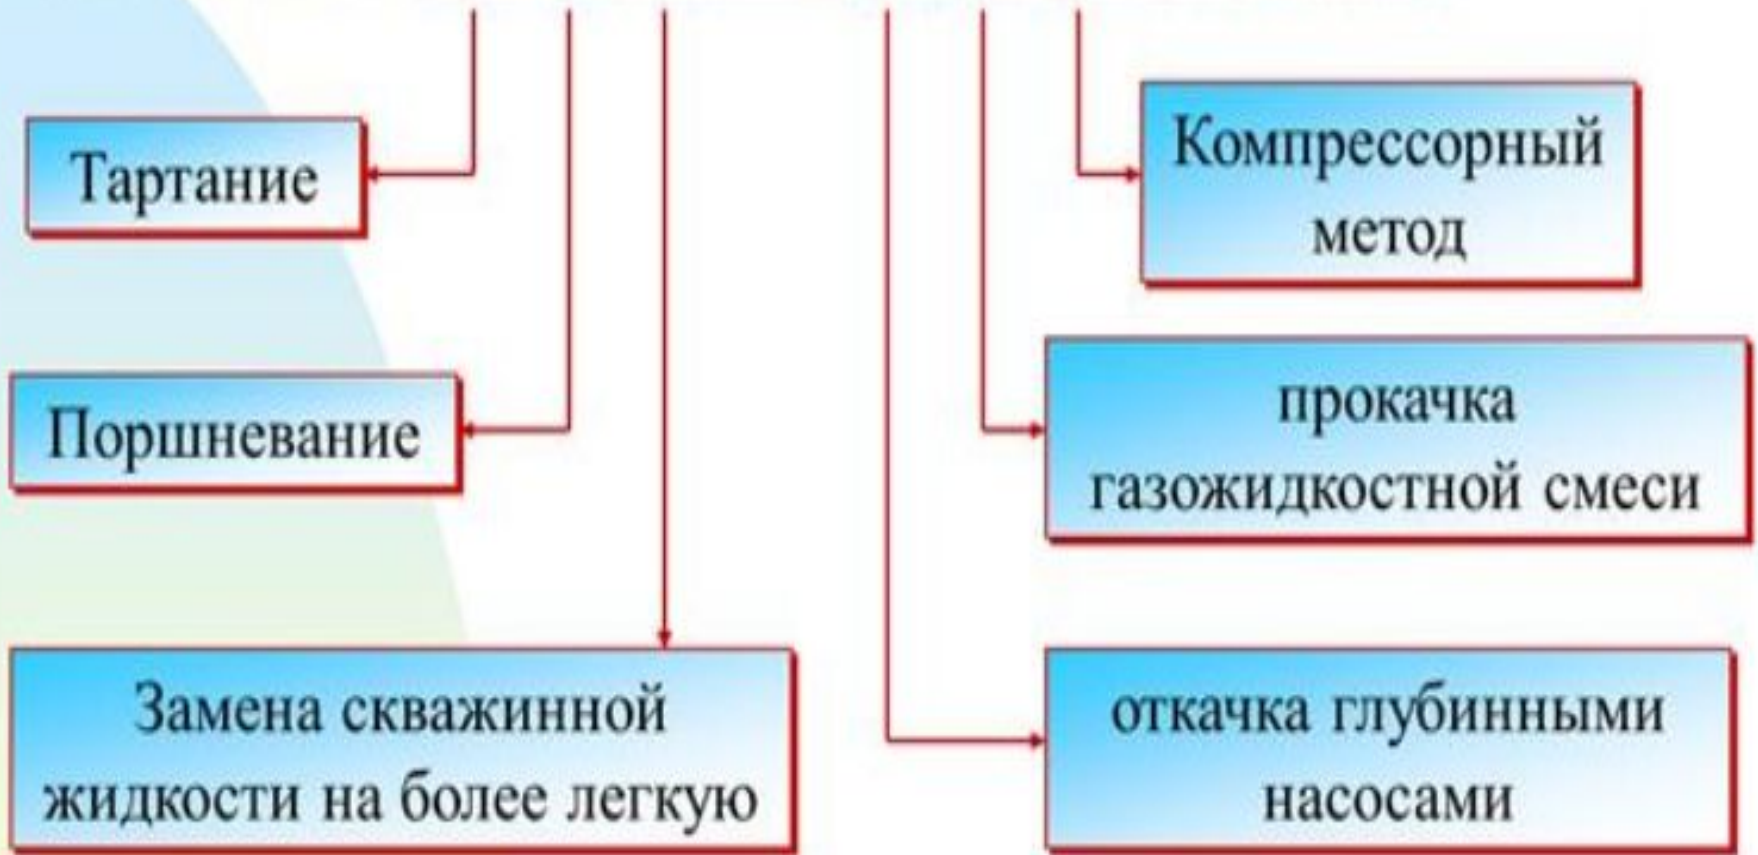 Тартание
Компрессорный
метод
Поршневание
прокачка
газожидкостной смеси
Замена скважинной
жидкости на более легкую
откачка глубинными
насосами